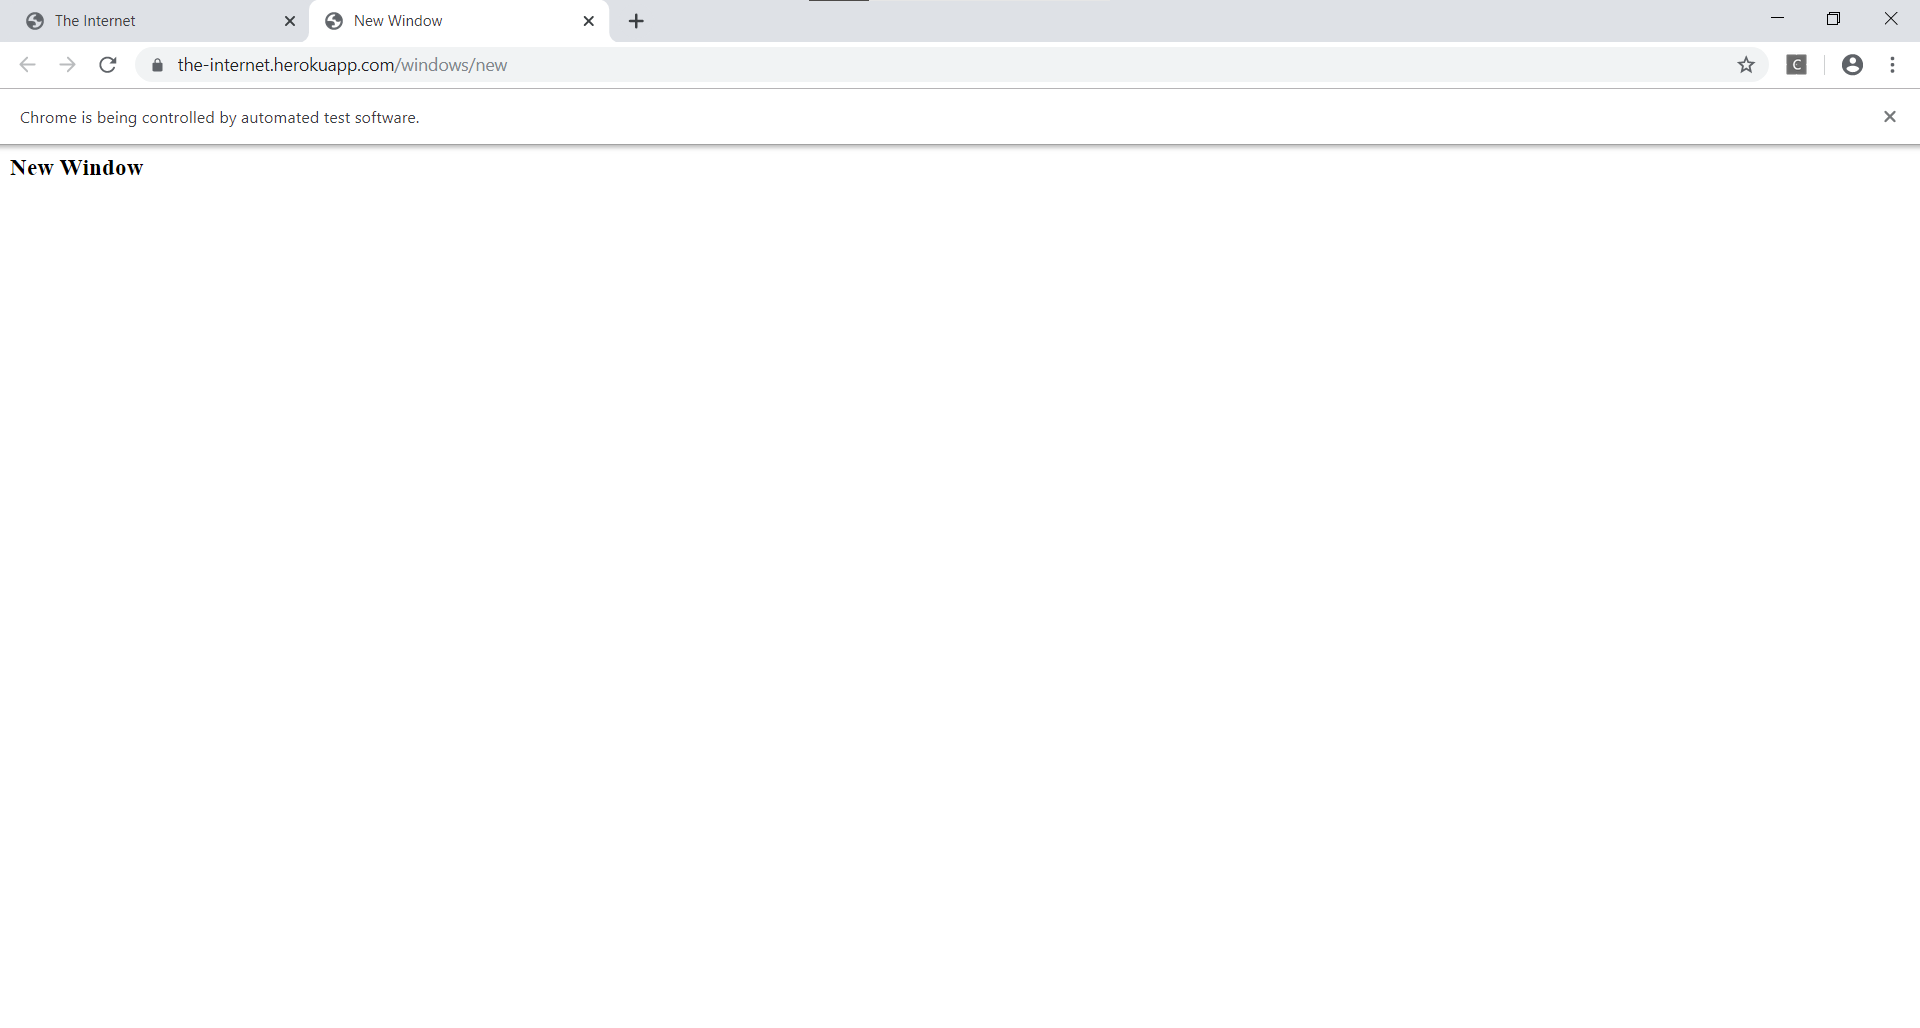 The Internet
New Window
the-internet.herokuapp.com/windows/new
C
Chrome is being controlled by automated test software.
New Window